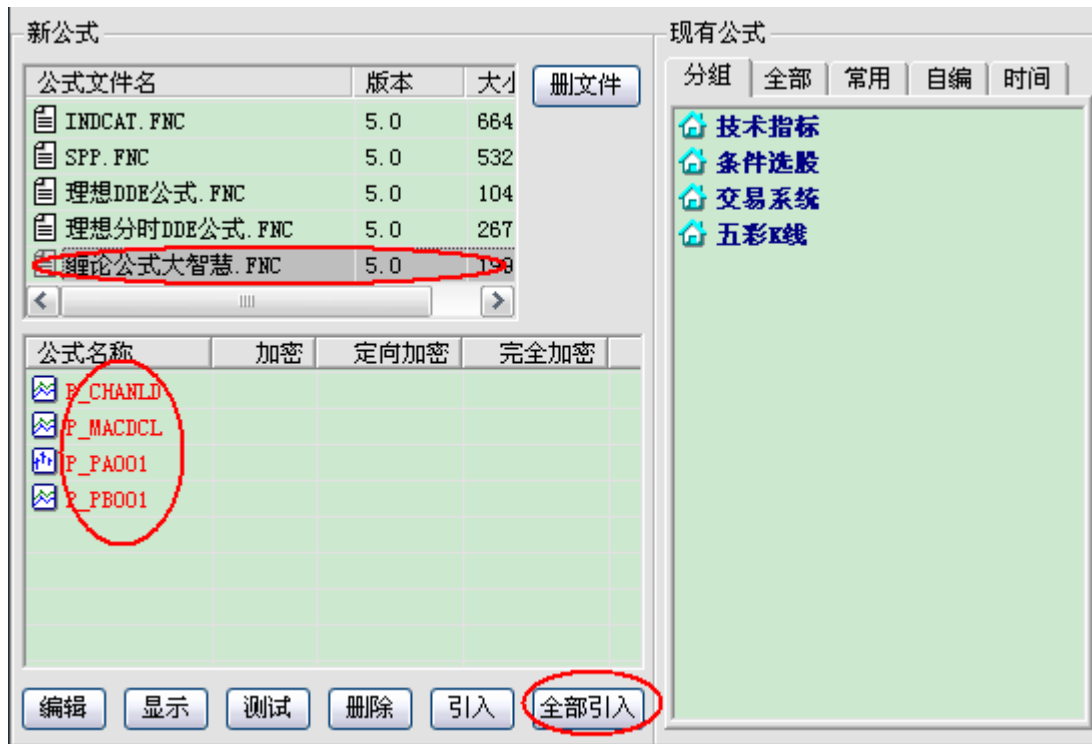 新公式
公式文件名 版本 大小 删文件
INDCAT.FNC 5.0 664
SPP.FNC 5.0 532
理想DDE公式.FNC 5.0 104
理想分时DDE公式.FNC 5.0 267
缠论公式大智慧.FNC 5.0 199
公式名称 加密 定向加密 完全加密
P_CHANLD
P_MACDCL
P_PA001
P_PB001
编辑 显示 测试 删除 引入 全部引入
现有公式
分组 全部 常用 自编 时间
技术指标
条件选股
交易系统
五彩K线